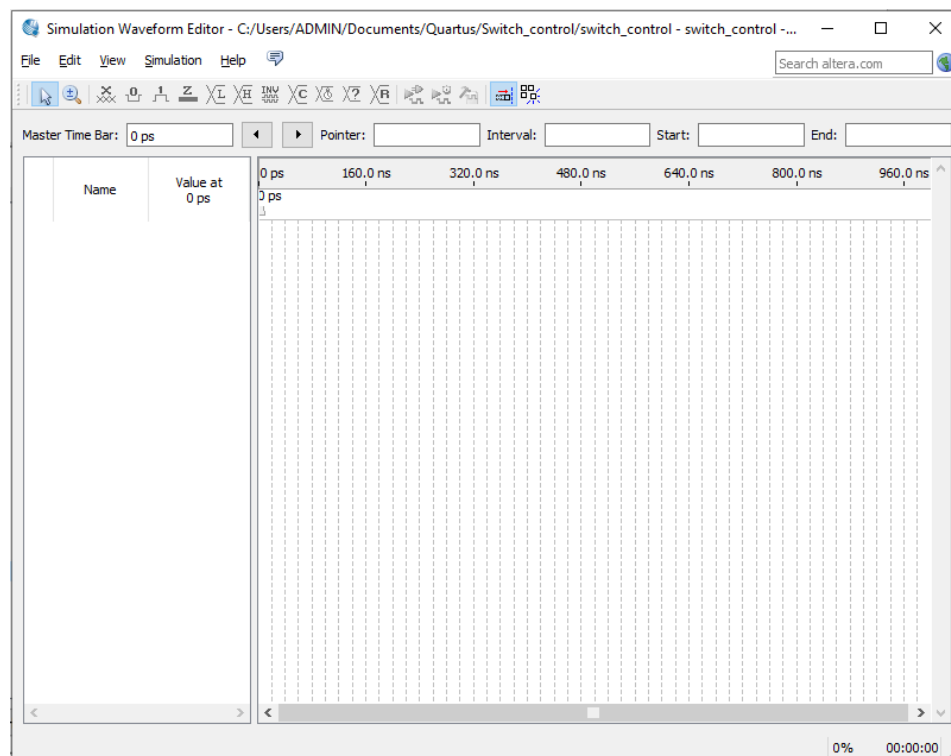 Simulation Waveform Editor - C:/Users/ADMIN/Documents/Quartus/Switch_control/switch_control - switch_control -...
File Edit View Simulation Help
Search altera.com
Master Time Bar: 0 ps Pointer: Interval: Start: End:
Name Value at 0 ps
0 ps 160.0 ns 320.0 ns 480.0 ns 640.0 ns 800.0 ns 960.0 ns
0 ps
0% 00:00:00